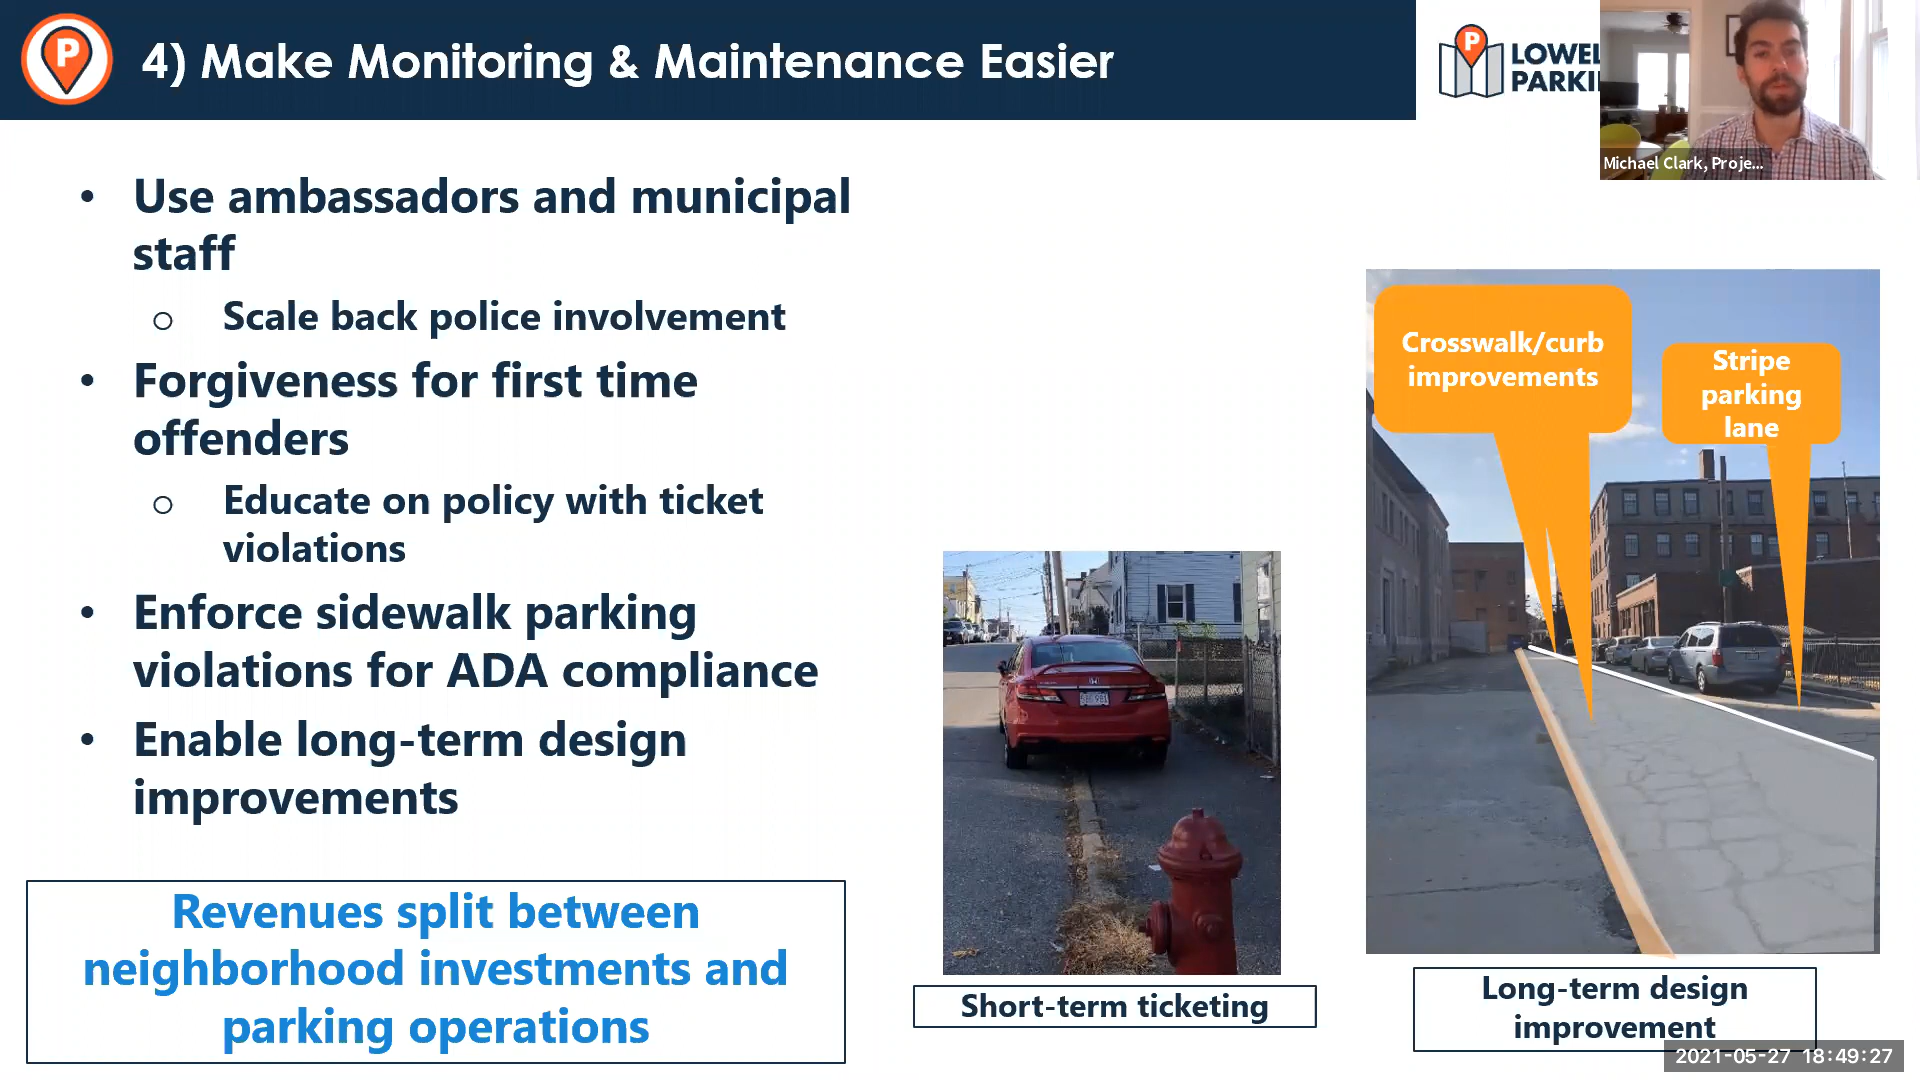 P
4) Make Monitoring & Maintenance Easier
P
LOWEL
PARKI
Michael Clark, Proje...
• Use ambassadors and municipal
staff
o Scale back police involvement
• Forgiveness for first time
offenders
o Educate on policy with ticket
violations
• Enforce sidewalk parking
violations for ADA compliance
• Enable long-term design
improvements
Revenues split between
neighborhood investments and
parking operations
Short-term ticketing
Crosswalk/curb
improvements
Stripe
parking
lane
Long-term design
improvement
2021-05-27 18:49:27